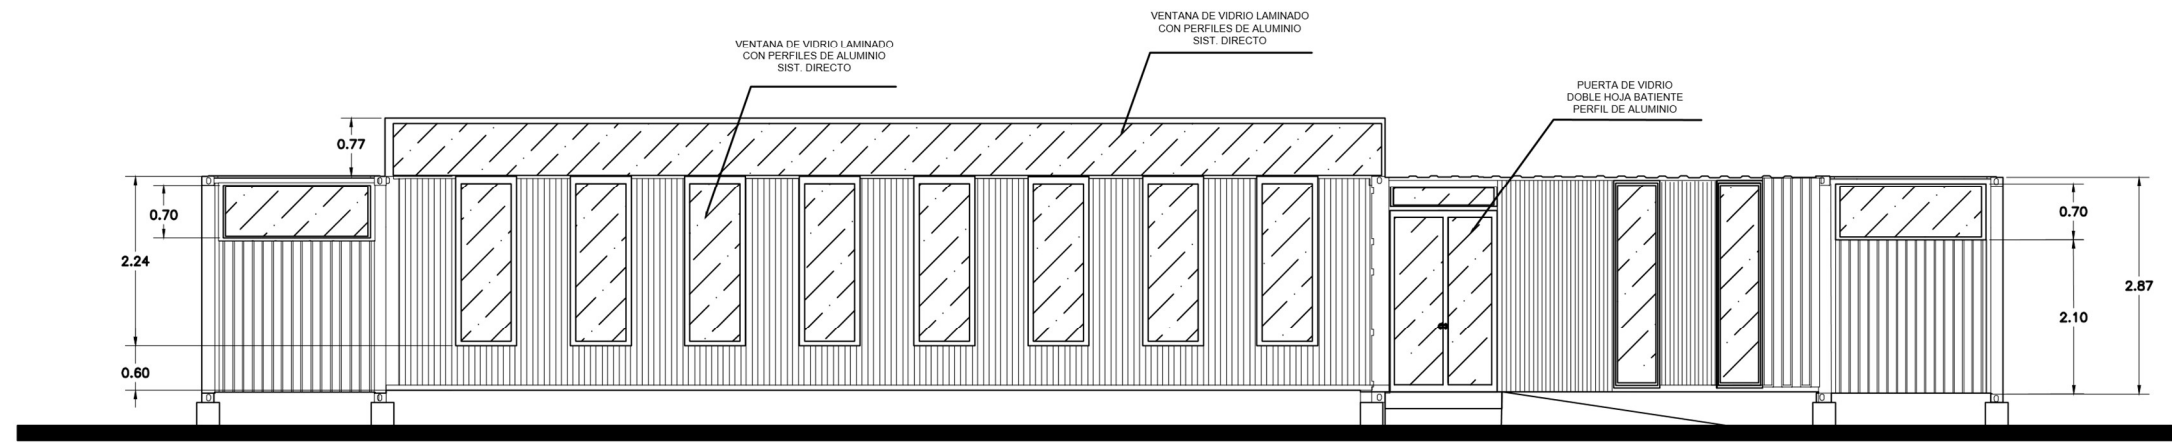 VENTANA DE VIDRIO LAMINADO
CON PERFILES DE ALUMINIO
SIST. DIRECTO
VENTANA DE VIDRIO LAMINADO
CON PERFILES DE ALUMINIO
SIST. DIRECTO
PUERTA DE VIDRIO
DOBLE HOJA BATIENTE
PERFIL DE ALUMINIO
0.77
0.70
2.24
0.60
0.70
2.87
2.10